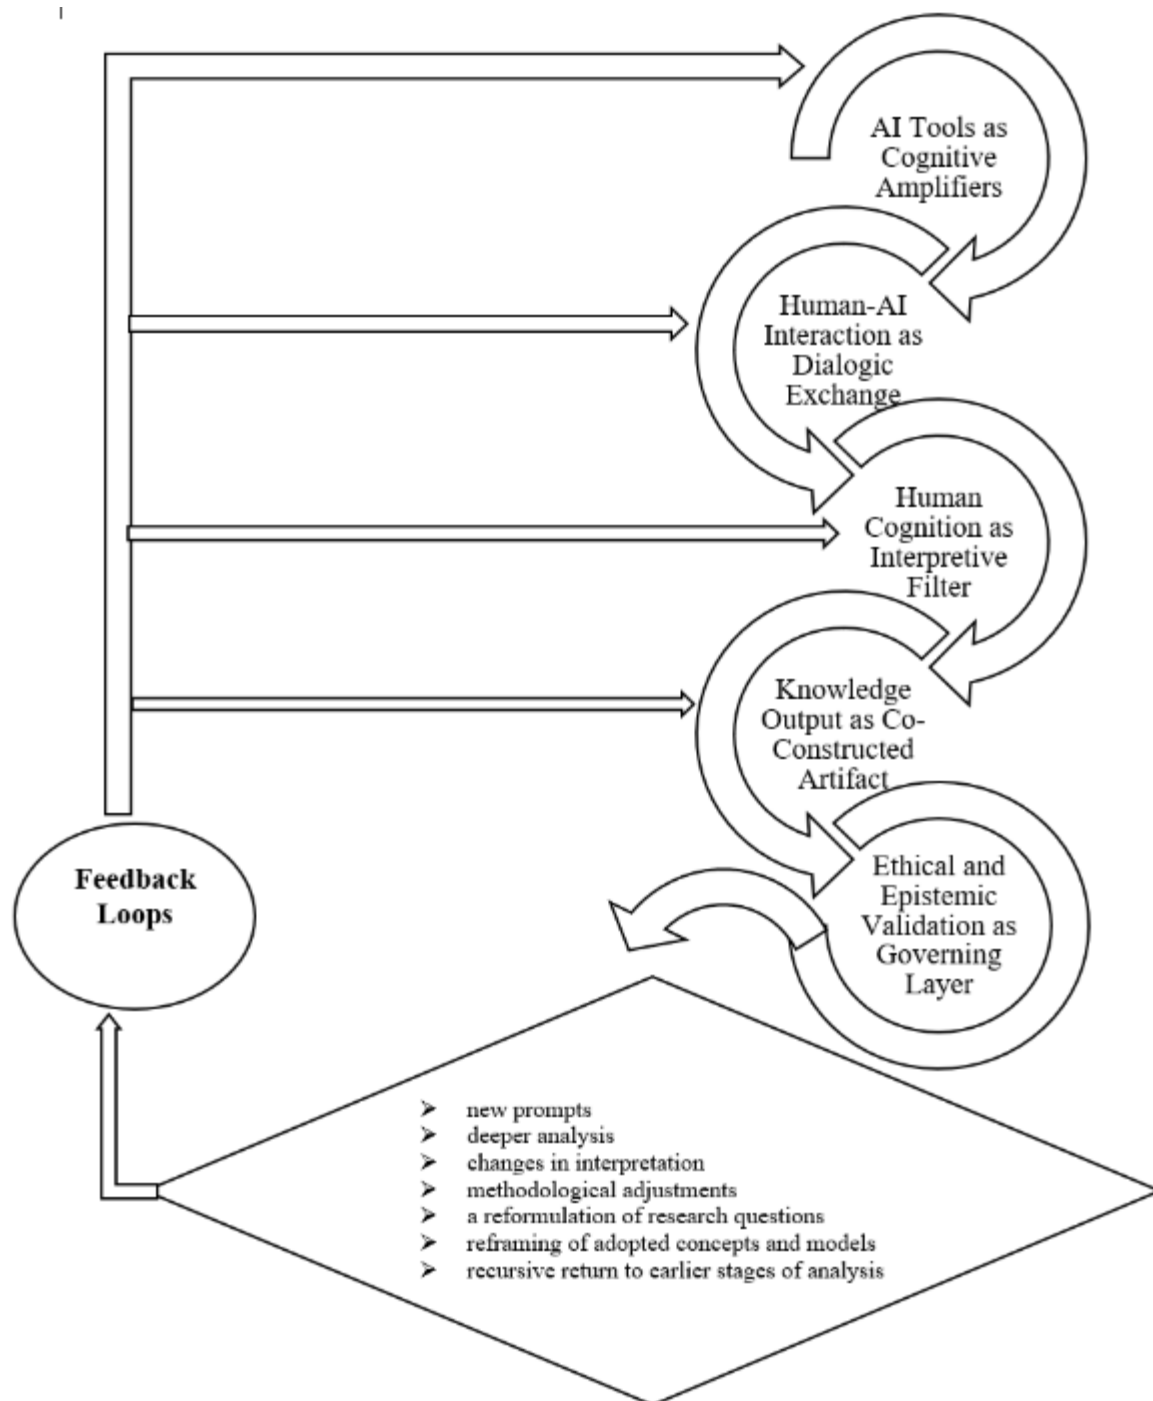 AI Tools as
Cognitive
Amplifiers
Human-AI
Interaction as
Dialogic
Exchange
Human
Cognition as
Interpretive
Filter
Knowledge
Output as Co-
Constructed
Artifact
Ethical and
Epistemic
Validation as
Governing
Layer
Feedback
Loops
➢ new prompts
➢ deeper analysis
➢ changes in interpretation
➢ methodological adjustments
➢ a reformulation of research questions
➢ reframing of adopted concepts and models
➢ recursive return to earlier stages of analysis